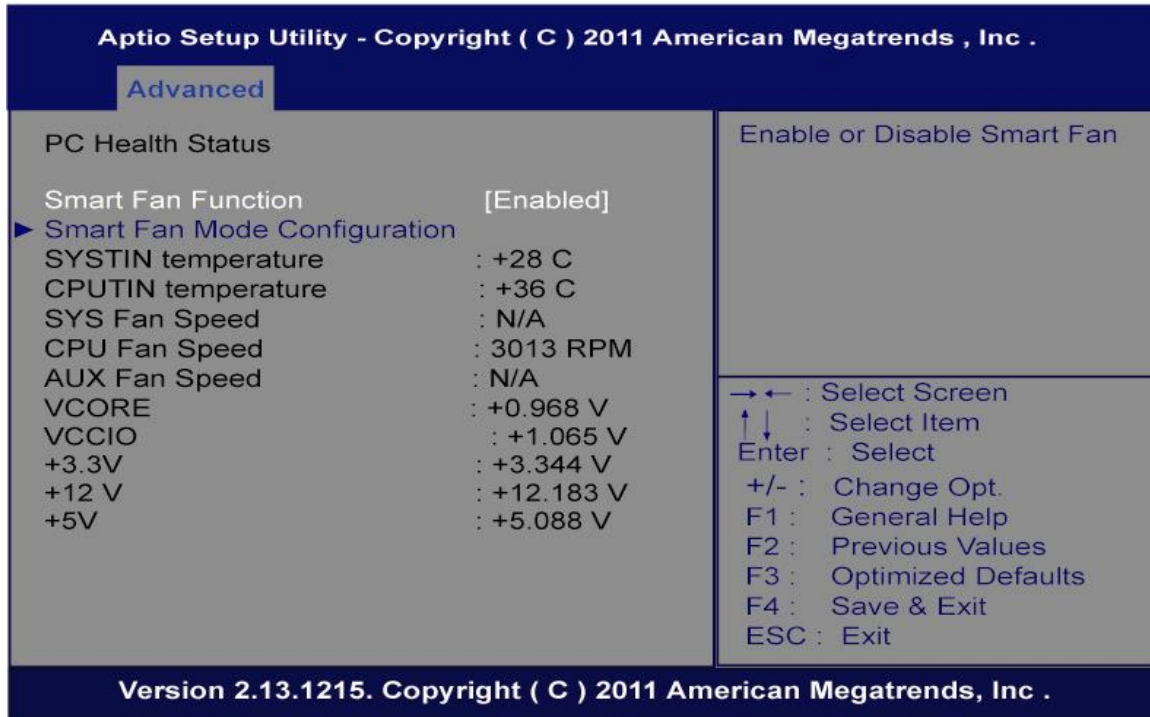 Aptio Setup Utility - Copyright ( C ) 2011 American Megatrends , Inc .
Advanced
PC Health Status
Smart Fan Function [Enabled]
► Smart Fan Mode Configuration
SYSTIN temperature : +28 C
CPUTIN temperature : +36 C
SYS Fan Speed : N/A
CPU Fan Speed : 3013 RPM
AUX Fan Speed : N/A
VCORE : +0.968 V
VCCIO : +1.065 V
+3.3V : +3.344 V
+12 V : +12.183 V
+5V : +5.088 V
Enable or Disable Smart Fan
→ ← : Select Screen
↑ ↓ : Select Item
Enter : Select
+/- : Change Opt.
F1 : General Help
F2 : Previous Values
F3 : Optimized Defaults
F4 : Save & Exit
ESC : Exit
Version 2.13.1215. Copyright ( C ) 2011 American Megatrends, Inc .